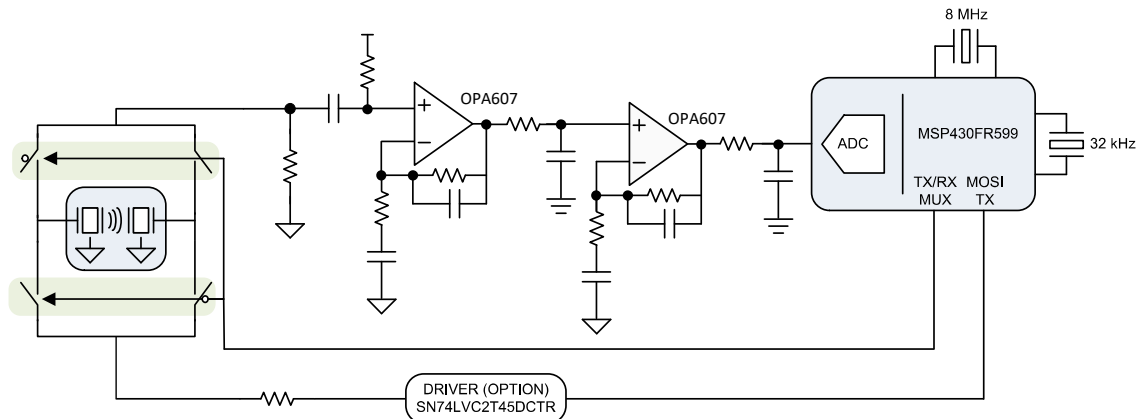 8 MHz
OPA607
OPA607
ADC
MSP430FR599
32 kHz
TX/RX
MUX
MOSI
TX
DRIVER (OPTION)
SN74LVC2T45DCTR